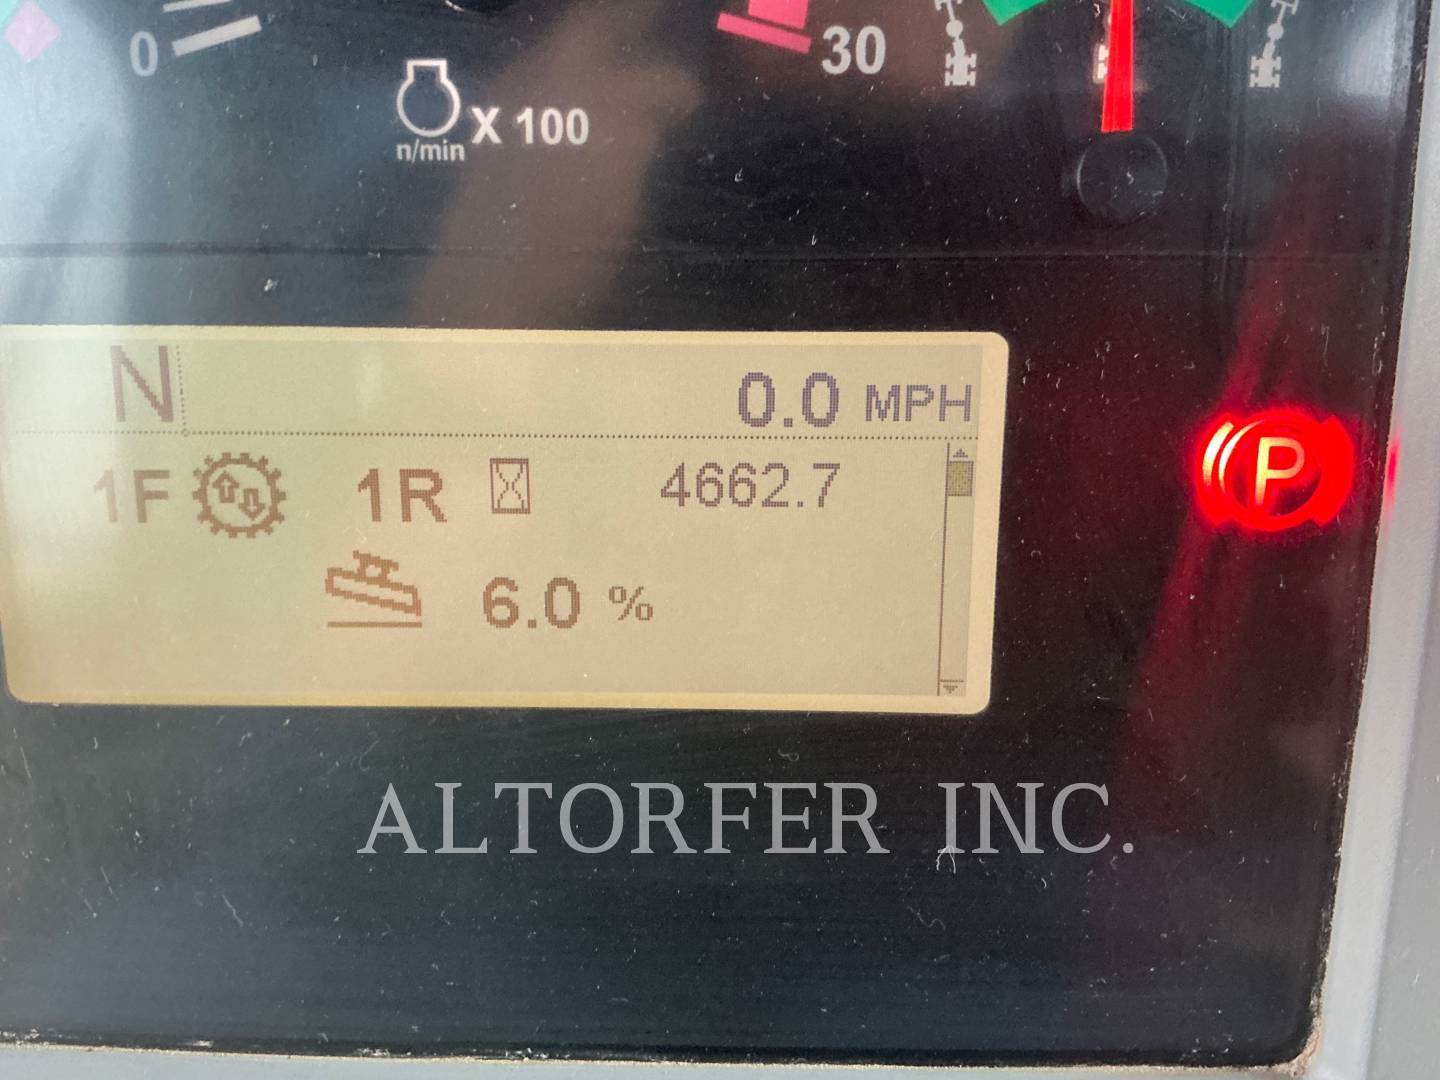 0
30
X 100
n/min
N
0.0 MPH
1F 1R 4662.7
6.0 %
P
ALTORFER INC.